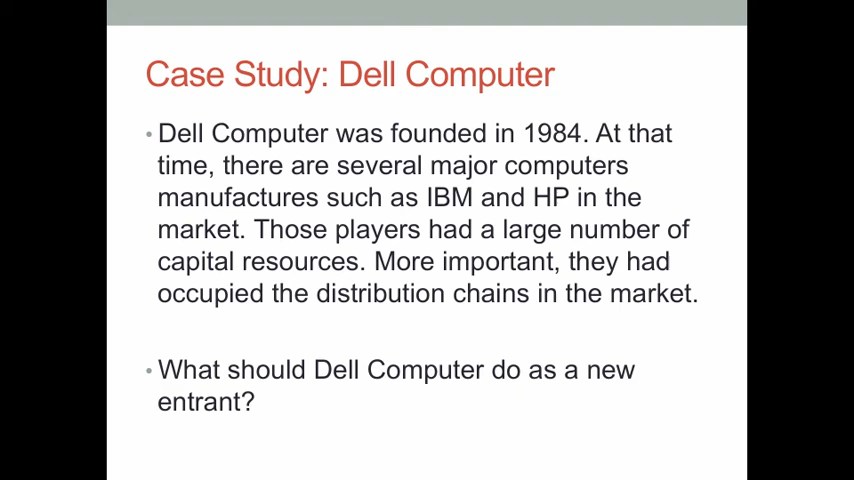 Case Study: Dell Computer
• Dell Computer was founded in 1984. At that
time, there are several major computers
manufactures such as IBM and HP in the
market. Those players had a large number of
capital resources. More important, they had
occupied the distribution chains in the market.
• What should Dell Computer do as a new
entrant?